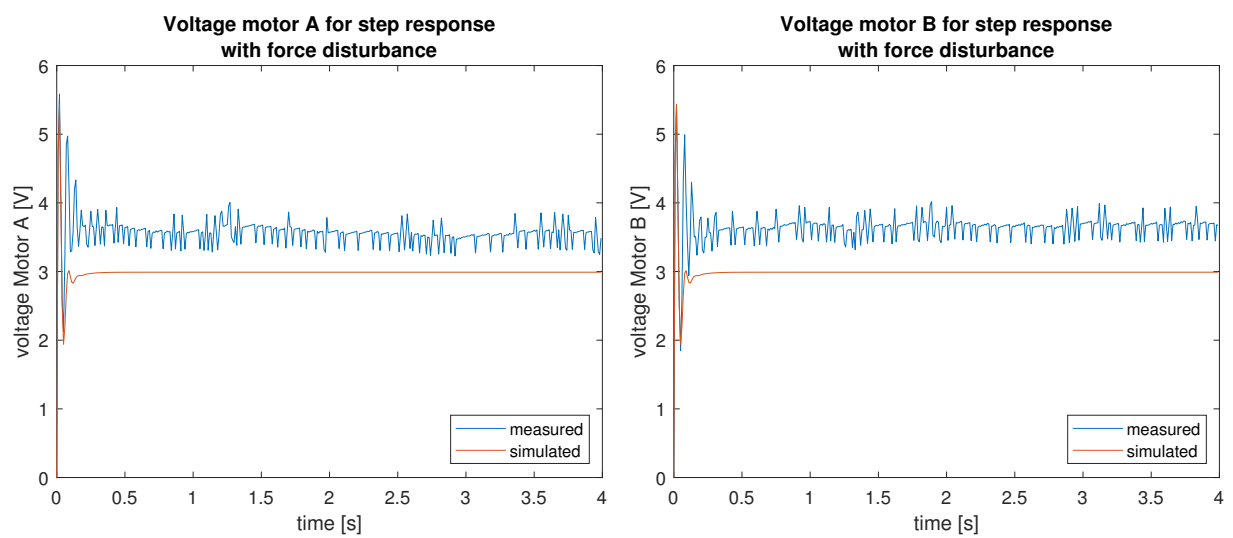 Voltage motor A for step response
with force disturbance
6
5
4
3
2
1
0
voltage Motor A [V]
0
0.5
1
1.5
2
2.5
3
3.5
4
time [s]
measured
simulated
Voltage motor B for step response
with force disturbance
6
5
4
3
2
1
0
voltage Motor B [V]
0
0.5
1
1.5
2
2.5
3
3.5
4
time [s]
measured
simulated